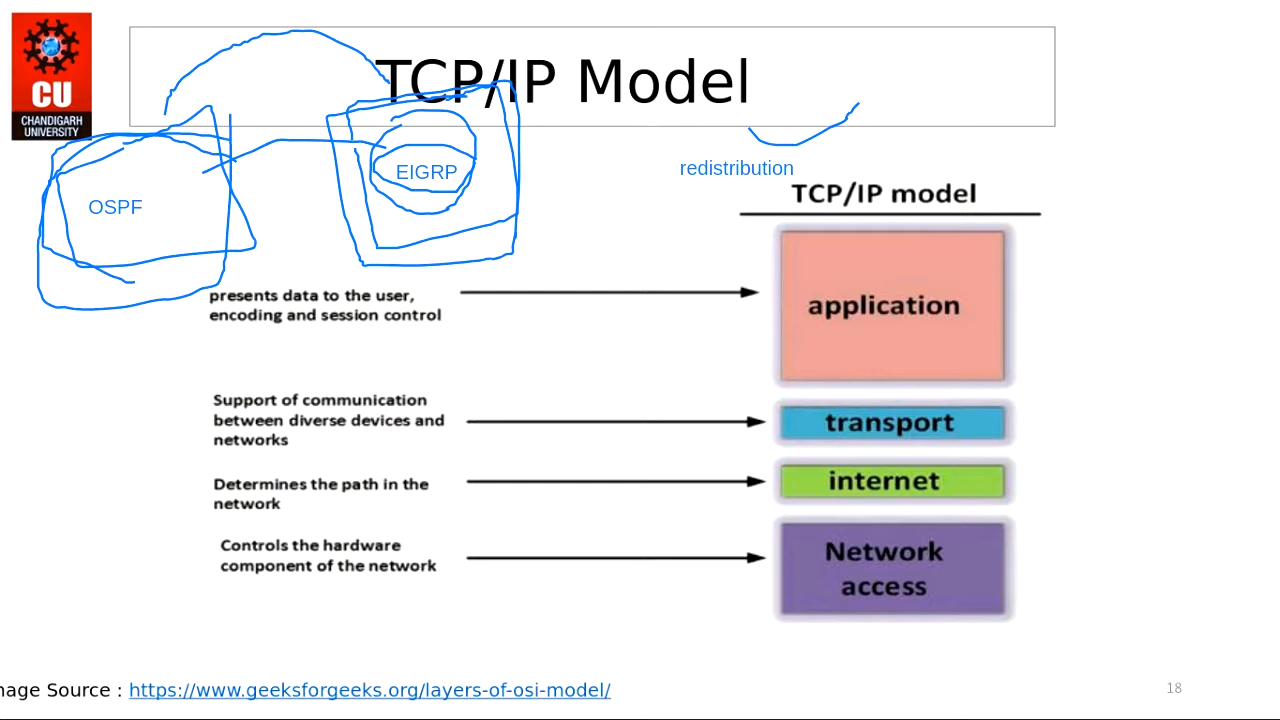 CU
CHANDIGARH
UNIVERSITY
TCP/IP Model
OSPF
EIGRP
redistribution
TCP/IP model
presents data to the user,
encoding and session control
application
Support of communication
between diverse devices and
networks
transport
Determines the path in the
network
internet
Controls the hardware
component of the network
Network
access
mage Source : https://www.geeksforgeeks.org/layers-of-osi-model/
18